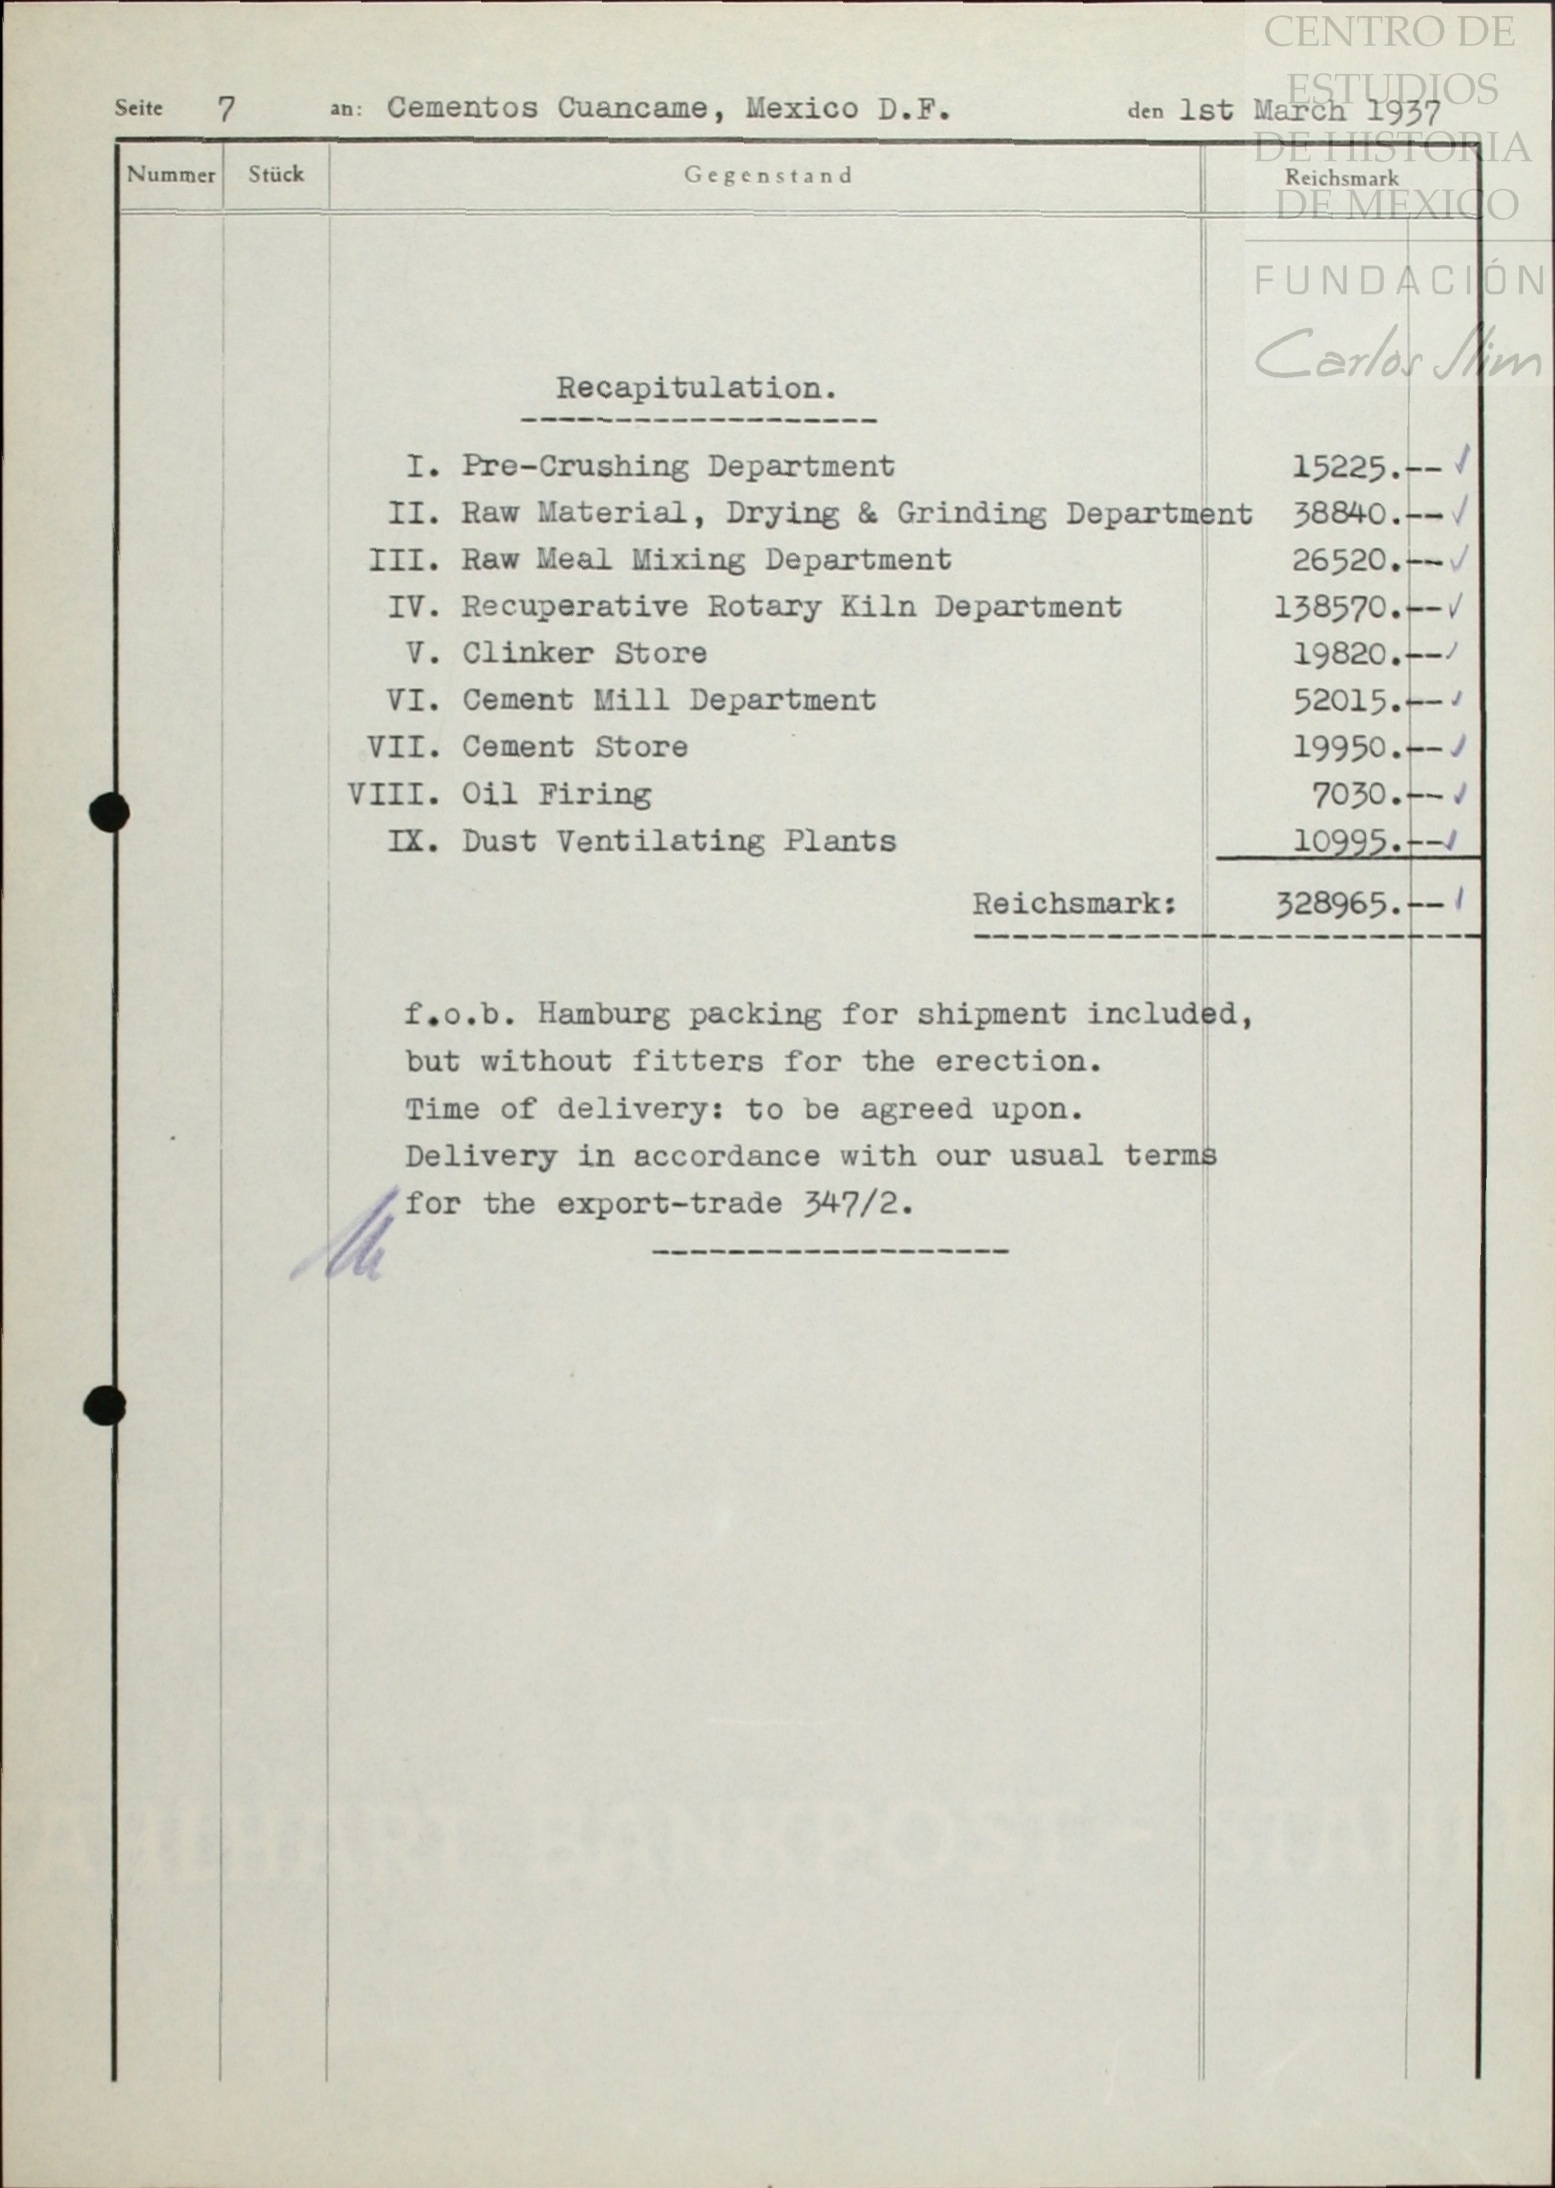 CENTRO DE
ESTUDIOS
DE HISTORIA
DE MEXICO
FUNDACIÓN
Carlos Slim
Seite 7 an: Cementos Cuancame, Mexico D.F. den 1st March 1937
Nummer Stück Gegenstand Reichsmark
Recapitulation.
I. Pre-Crushing Department 15225.--
II. Raw Material, Drying & Grinding Department 38840.--
III. Raw Meal Mixing Department 26520.--
IV. Recuperative Rotary Kiln Department 138570.--
V. Clinker Store 19820.--
VI. Cement Mill Department 52015.--
VII. Cement Store 19950.--
VIII. Oil Firing 7030.--
IX. Dust Ventilating Plants 10995.--
Reichsmark: 328965.--
f.o.b. Hamburg packing for shipment included,
but without fitters for the erection.
Time of delivery: to be agreed upon.
Delivery in accordance with our usual terms
for the export-trade 347/2.